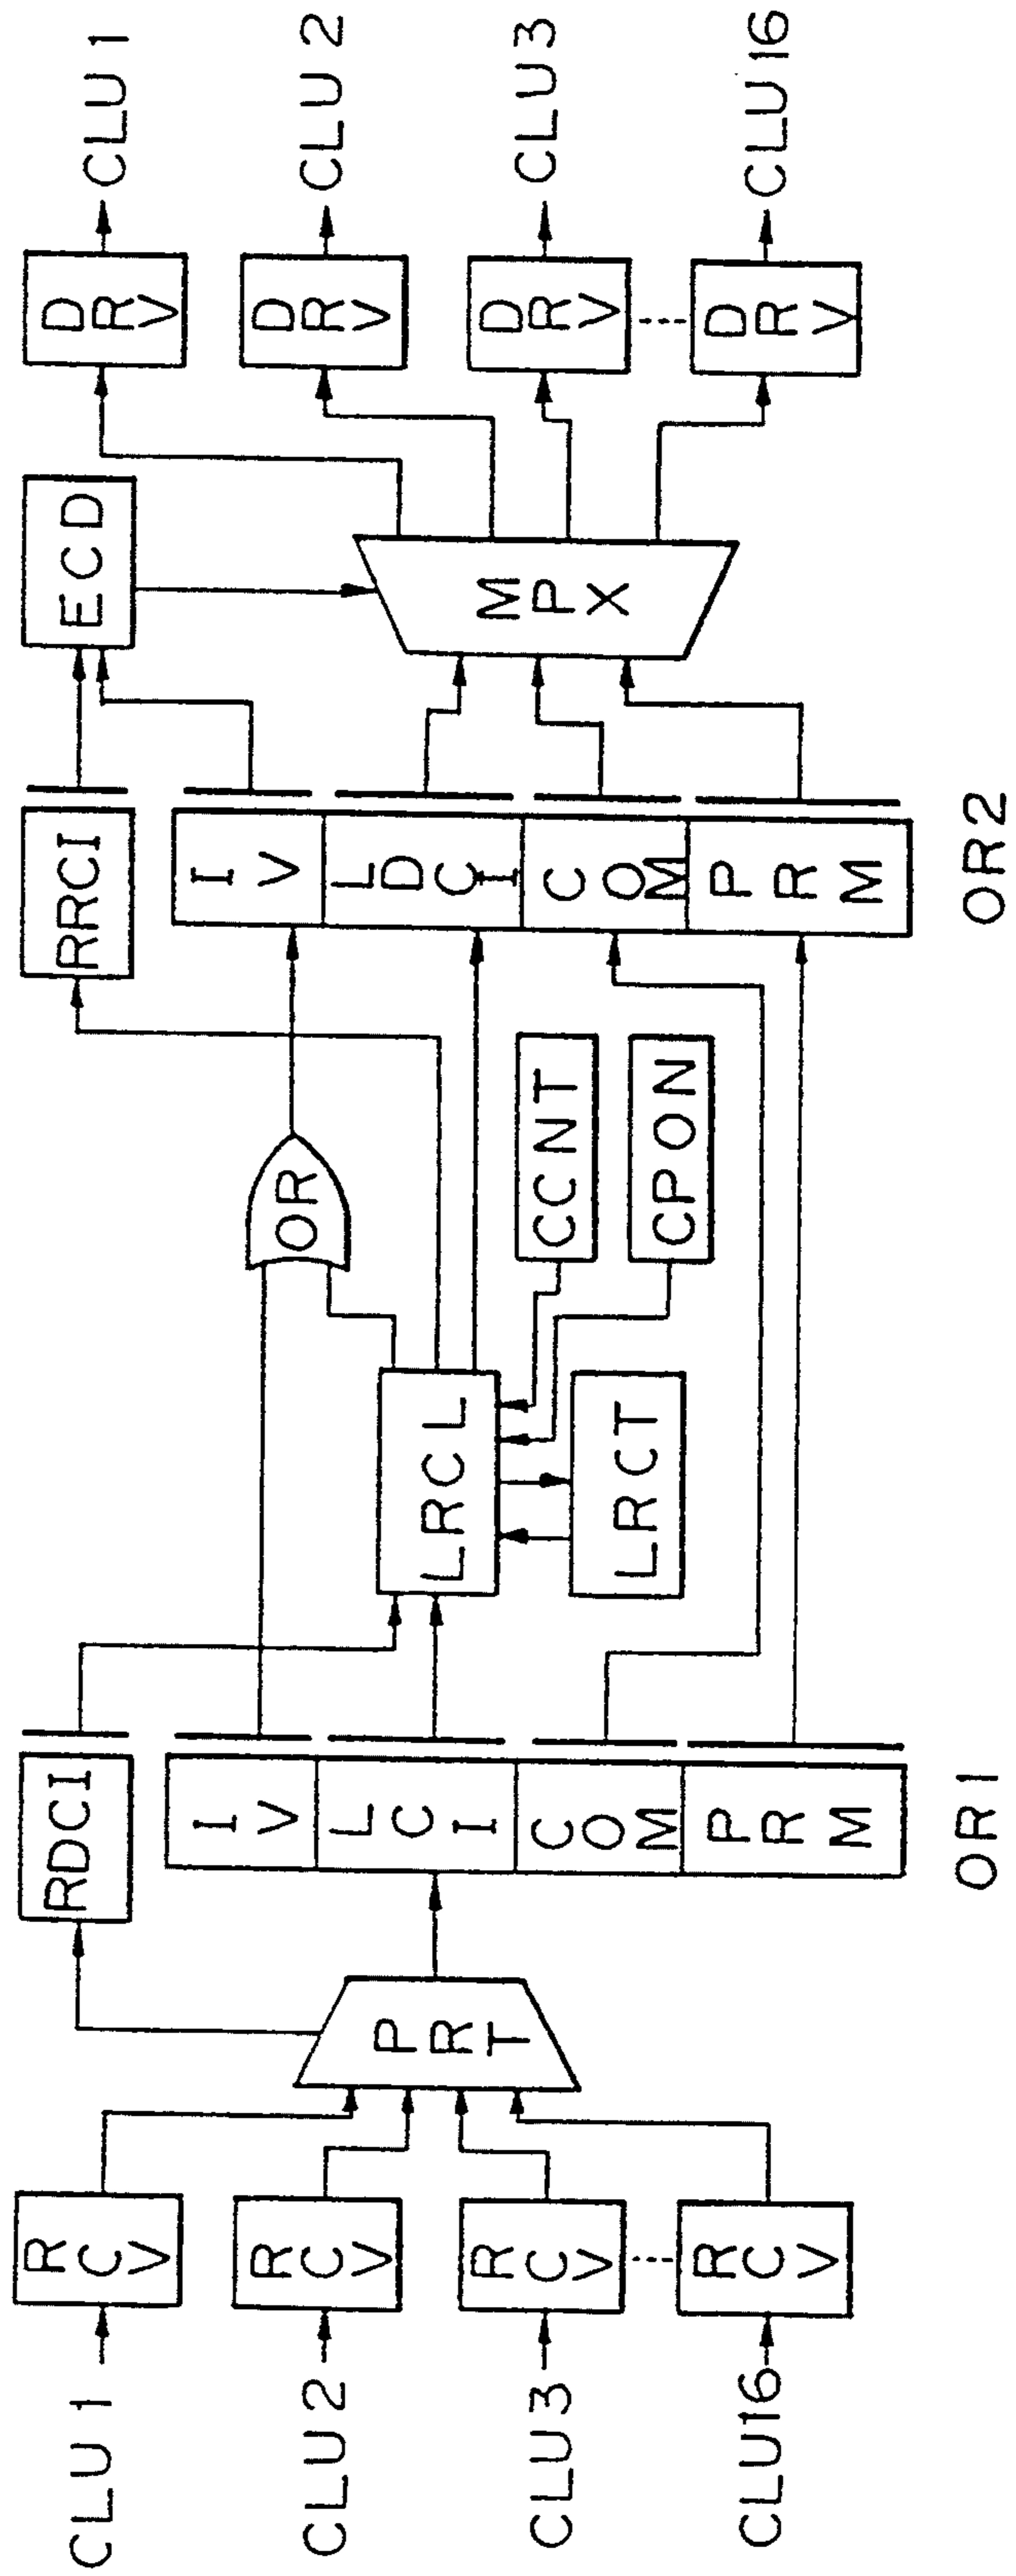 CLU 1
CLU 2
CLU 3
CLU16
RCV
RCV
RCV
RCV
PRT
RDCI
IV
LCI
COM
PRM
OR1
LRCL
LRCT
OR
CCNT
CPON
RRCI
IV
LDCI
COM
PRM
OR2
ECD
MPX
DRV
DRV
DRV
DRV
CLU 1
CLU 2
CLU 3
CLU 16